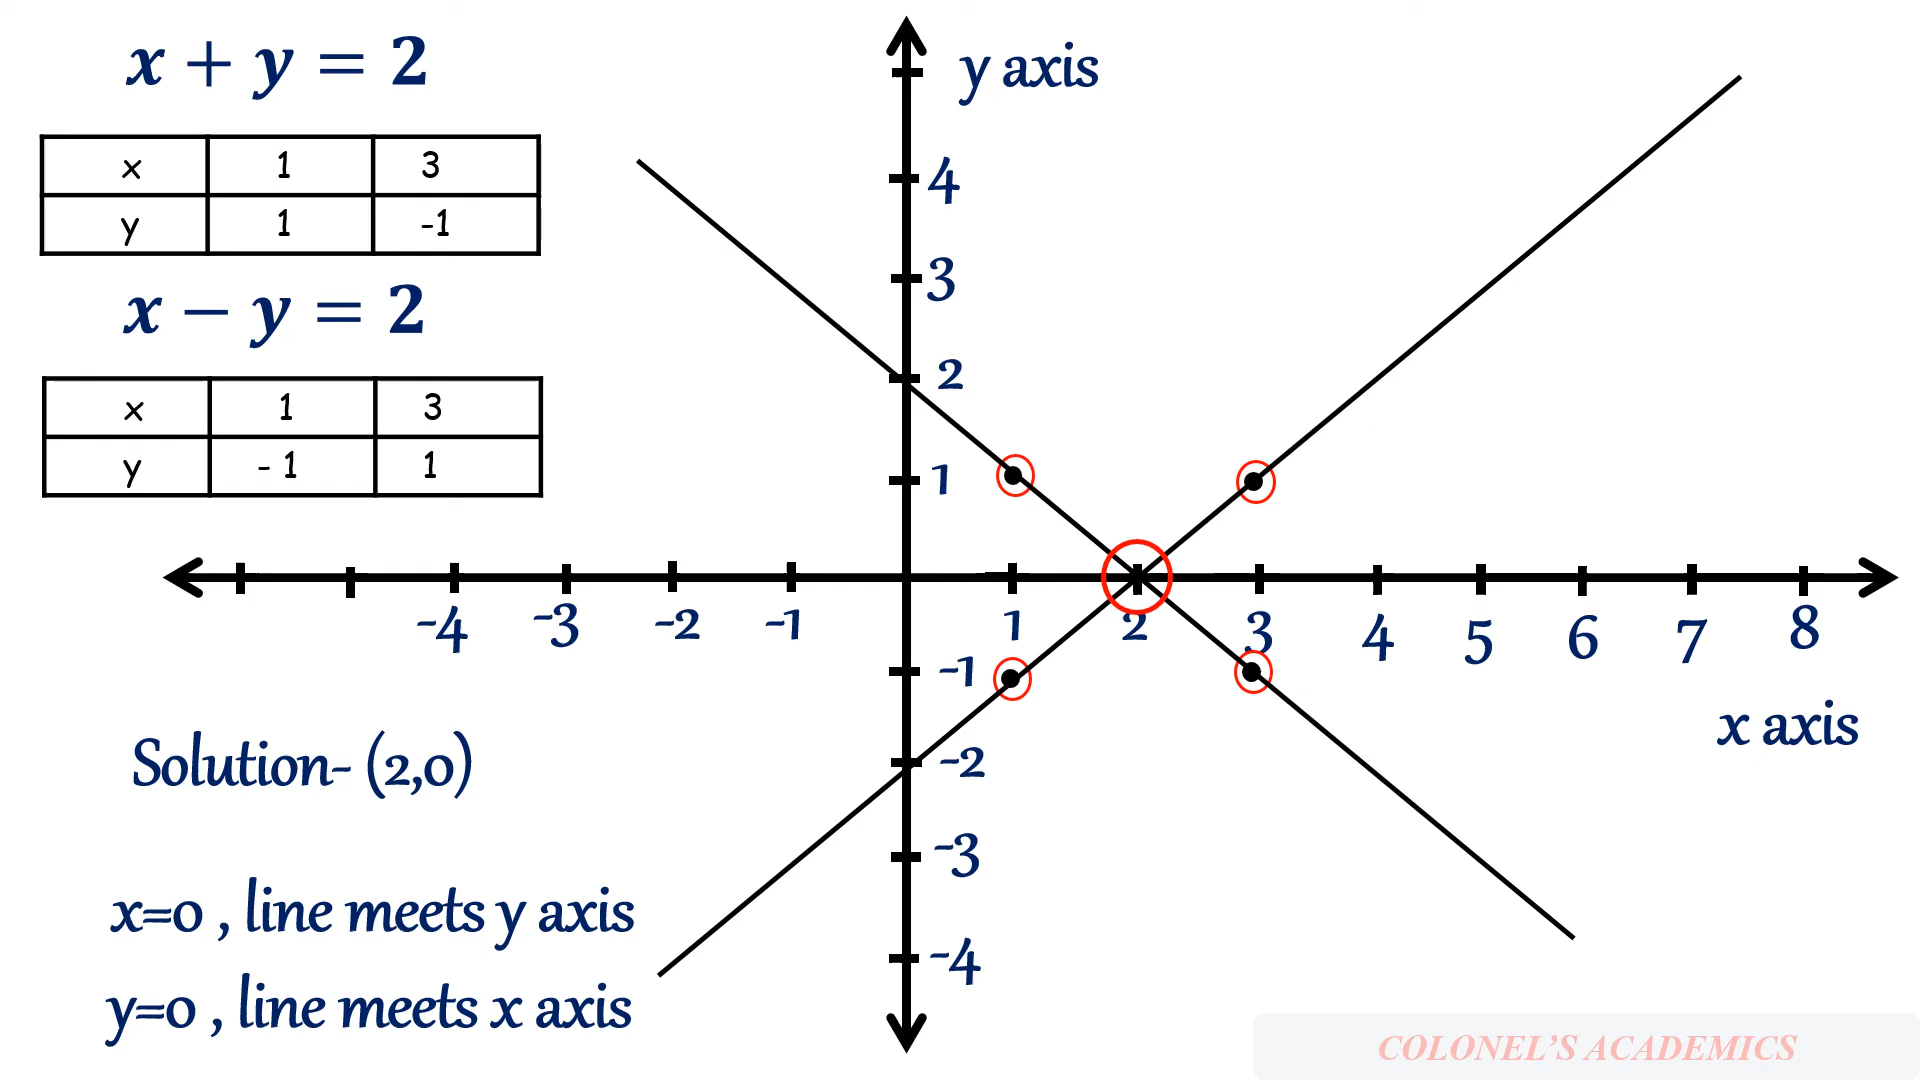 x + y = 2
x 1 3
y 1 -1
x − y = 2
x 1 3
y - 1 1
Solution- (2,0)
x=0 , line meets y axis
y=0 , line meets x axis
y axis
4
3
2
1
-4 -3 -2 -1 1 2 3 4 5 6 7 8
-1
x axis
-2
-3
-4
COLONEL'S ACADEMICS